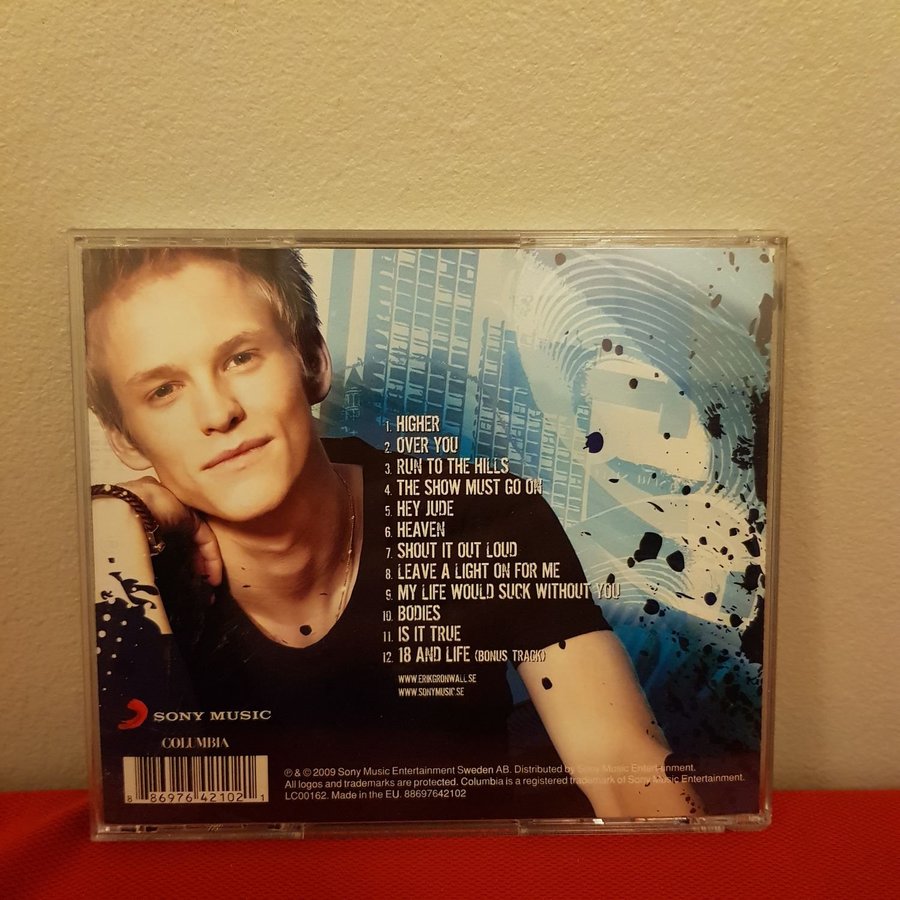 1. HIGHER
2. OVER YOU
3. RUN TO THE HILLS
4. THE SHOW MUST GO ON
5. HEY JUDE
6. HEAVEN
7. SHOUT IT OUT LOUD
8. LEAVE A LIGHT ON FOR ME
9. MY LIFE WOULD SUCK WITHOUT YOU
10. BODIES
11. IS IT TRUE
12. 18 AND LIFE (BONUS TRACK)
WWW.ERIKGRONWALL.SE
WWW.SONYMUSIC.SE
SONY MUSIC
COLUMBIA
8 86976 42102 1
℗ & © 2009 Sony Music Entertainment Sweden AB. Distributed by Sony Music Entertainment.
All logos and trademarks are protected. Columbia is a registered trademark of Sony Music Entertainment.
LC00162. Made in the EU. 88697642102